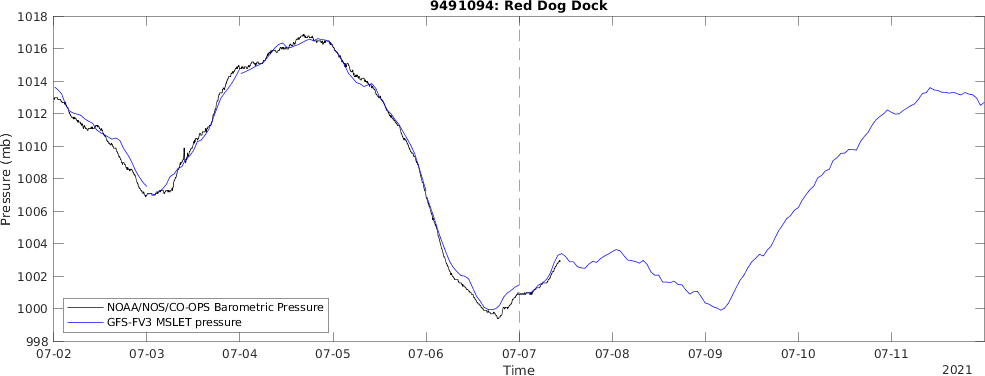 9491094: Red Dog Dock
Pressure (mb)
1018
1016
1014
1012
1010
1008
1006
1004
1002
1000
998
NOAA/NOS/CO-OPS Barometric Pressure
GFS-FV3 MSLET pressure
07-02 07-03 07-04 07-05 07-06 07-07 07-08 07-09 07-10 07-11
Time
2021